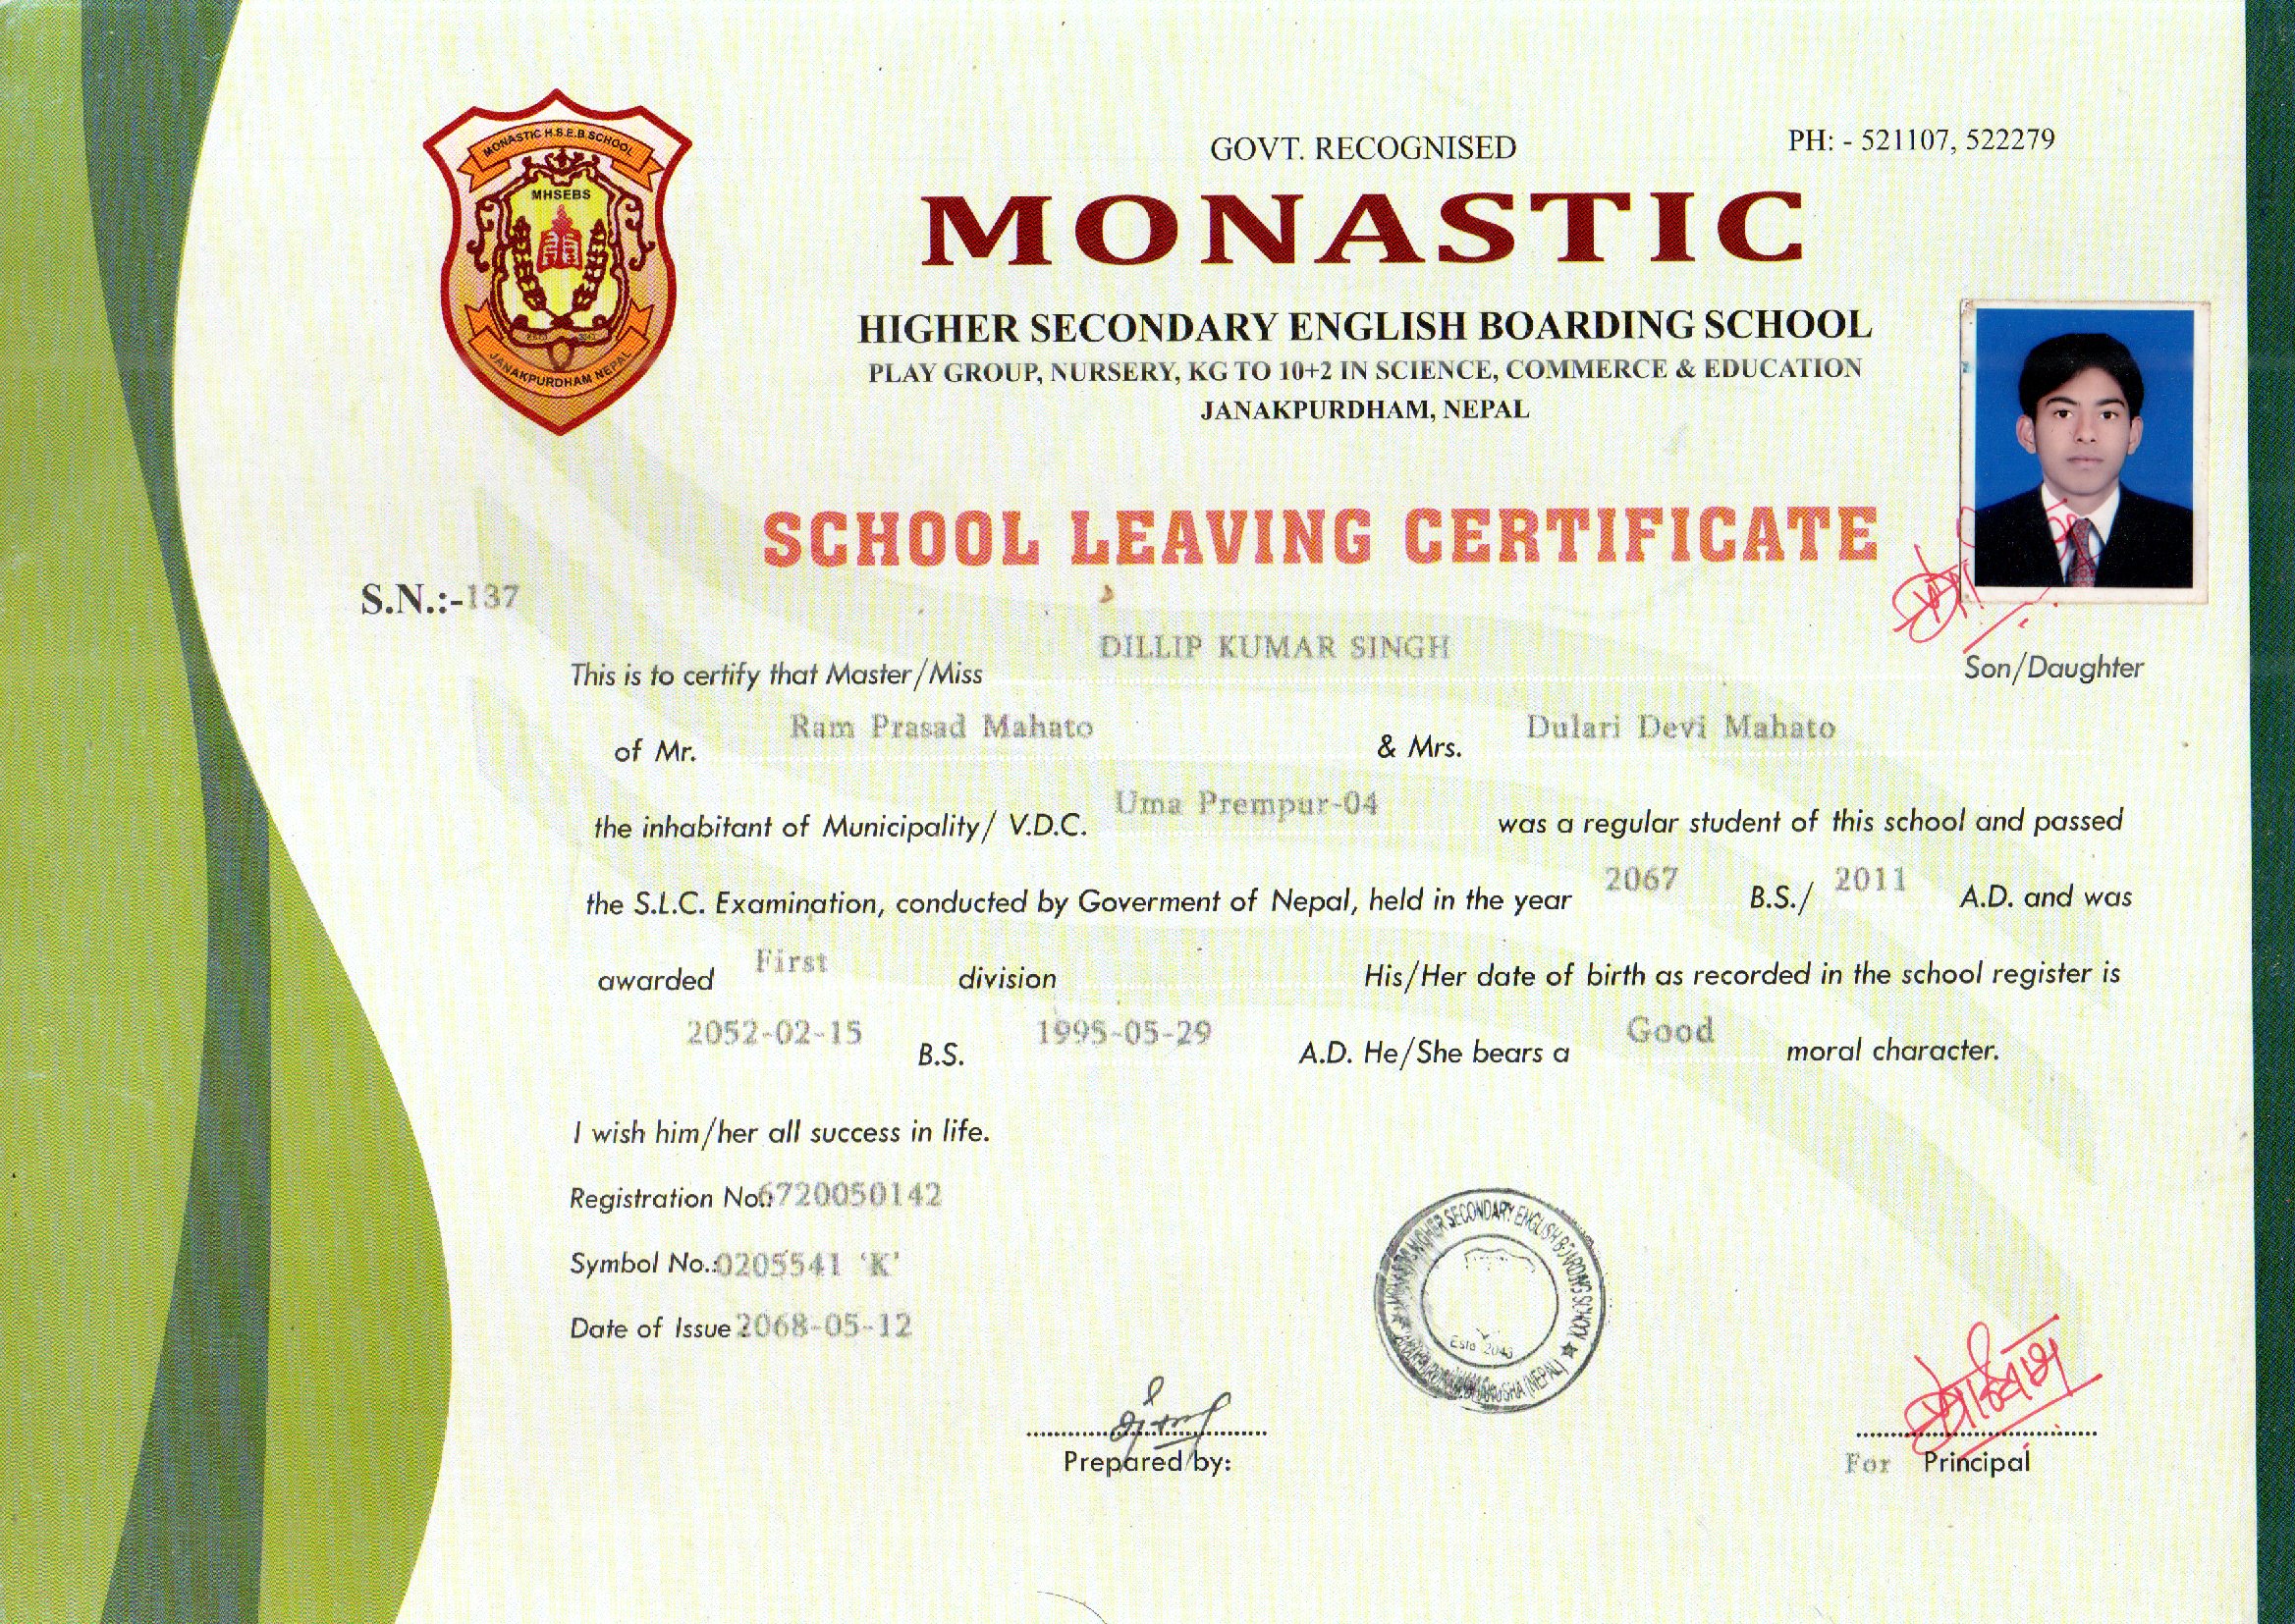 MONASTIC H.S.E.B.SCHOOL
MHSEBS
JANAKPURDHAM NEPAL
GOVT. RECOGNISED
PH: - 521107, 522279
MONASTIC
HIGHER SECONDARY ENGLISH BOARDING SCHOOL
PLAY GROUP, NURSERY, KG TO 10+2 IN SCIENCE, COMMERCE & EDUCATION
JANAKPURDHAM, NEPAL
SCHOOL LEAVING CERTIFICATE
S.N.:-137
This is to certify that Master/Miss DILLIP KUMAR SINGH Son/Daughter
of Mr. Ram Prasad Mahato & Mrs. Dulari Devi Mahato
the inhabitant of Municipality/ V.D.C. Uma Prempur-04 was a regular student of this school and passed
the S.L.C. Examination, conducted by Goverment of Nepal, held in the year 2067 B.S./ 2011 A.D. and was
awarded First division His/Her date of birth as recorded in the school register is
2052-02-15 B.S. 1995-05-29 A.D. He/She bears a Good moral character.
I wish him/her all success in life.
Registration No.: 6720050142
Symbol No.: 0205541 'K'
Date of Issue : 2068-05-12
HIGHER SECONDARY ENGLISH BOARDING SCHOOL
Estd 2043
(NEPAL)
Prepared by:
For Principal